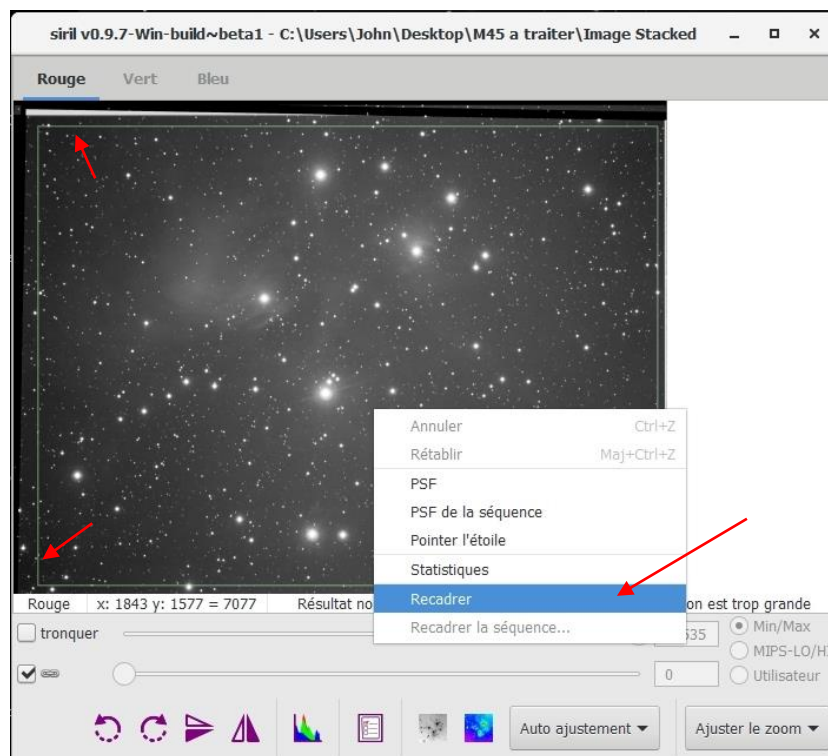 siril v0.9.7-Win-build~beta1 - C:\Users\John\Desktop\M45 a traiter\Image Stacked
Rouge Vert Bleu
Annuler Ctrl+Z
Rétablir Maj+Ctrl+Z
PSF
PSF de la séquence
Pointer l'étoile
Statistiques
Recadrer
Recadrer la séquence...
Rouge x: 1843 y: 1577 = 7077 Résultat on est trop grande
tronquer 535 Min/Max
MIPS-LO/HI
0 Utilisateur
Auto ajustement Ajuster le zoom